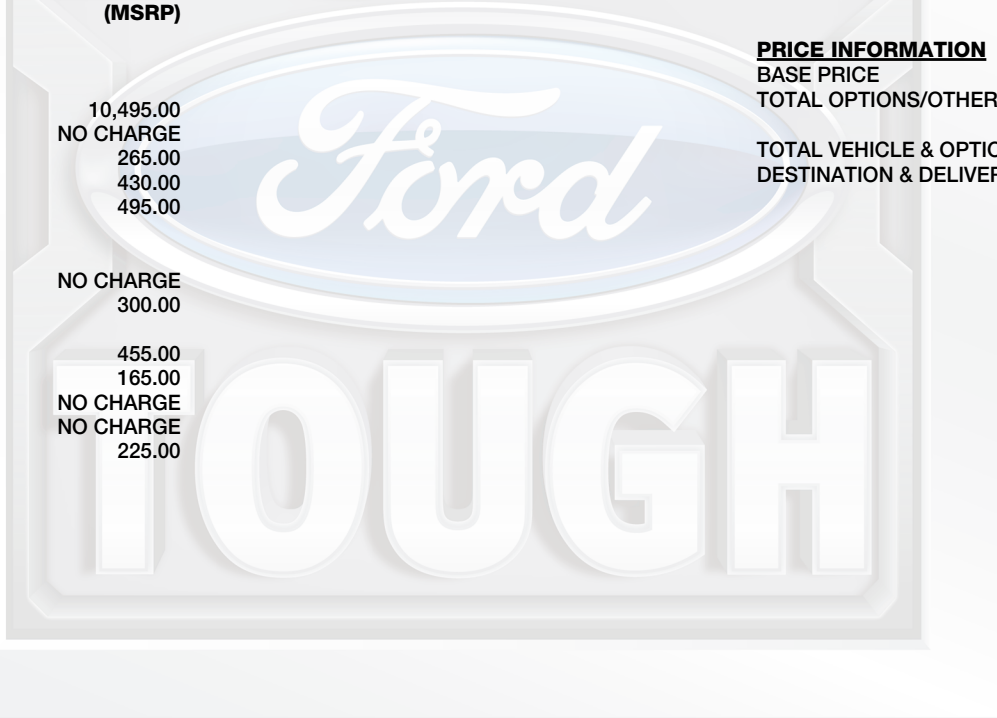 (MSRP)
10,495.00
NO CHARGE
265.00
430.00
495.00
NO CHARGE
300.00
455.00
165.00
NO CHARGE
NO CHARGE
225.00
PRICE INFORMATION
BASE PRICE
TOTAL OPTIONS/OTHER
TOTAL VEHICLE & OPTIO
DESTINATION & DELIVER
Ford
TOUGH